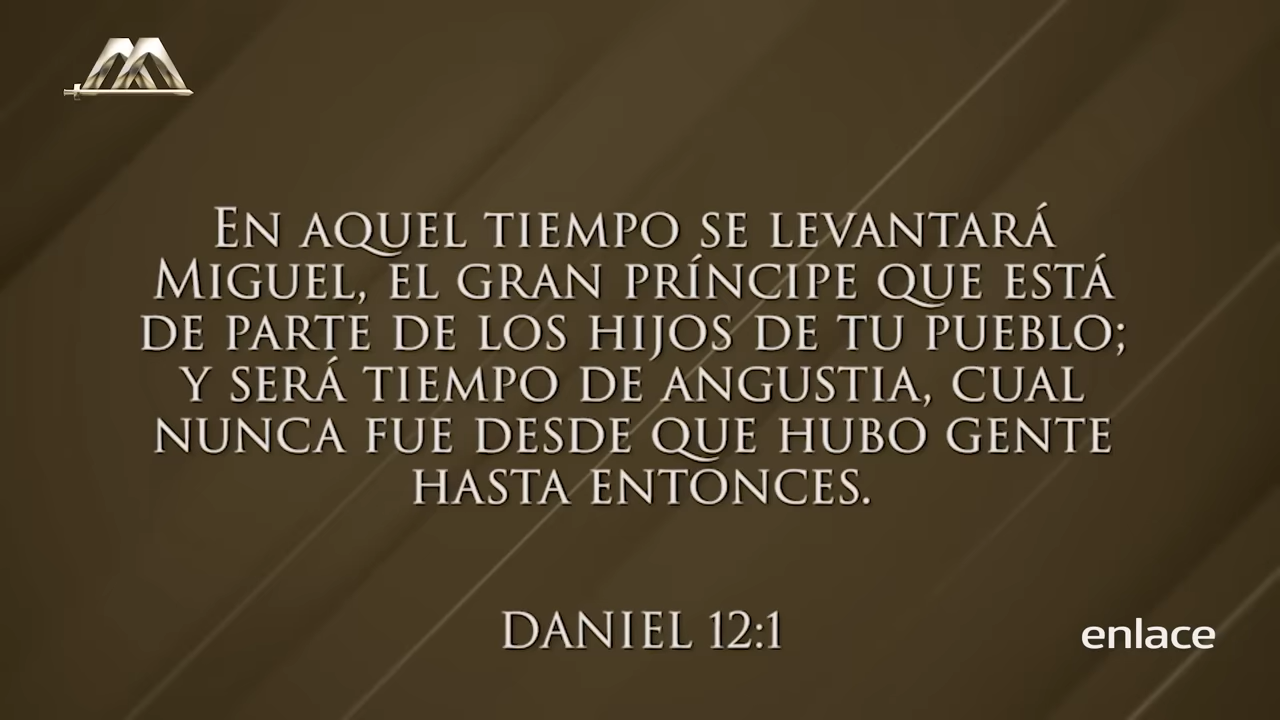 En aquel tiempo se levantará
Miguel, el gran príncipe que está
de parte de los hijos de tu pueblo;
y será tiempo de angustia, cual
nunca fue desde que hubo gente
hasta entonces.
DANIEL 12:1
enlace